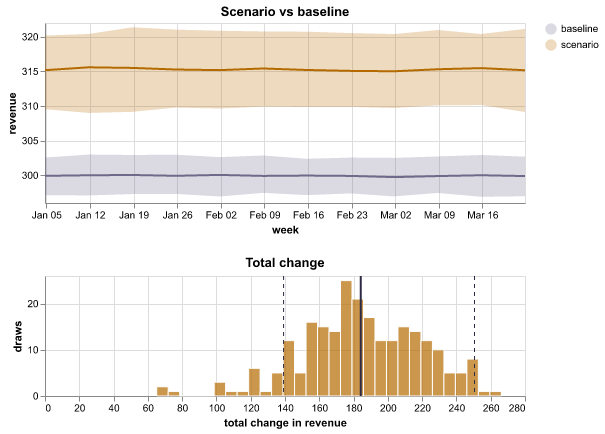 Scenario vs baseline
320
315
310
305
300
revenue
Jan 05 Jan 12 Jan 19 Jan 26 Feb 02 Feb 09 Feb 16 Feb 23 Mar 02 Mar 09 Mar 16
week
baseline
scenario
Total change
20
10
0
draws
0 20 40 60 80 100 120 140 160 180 200 220 240 260 280
total change in revenue